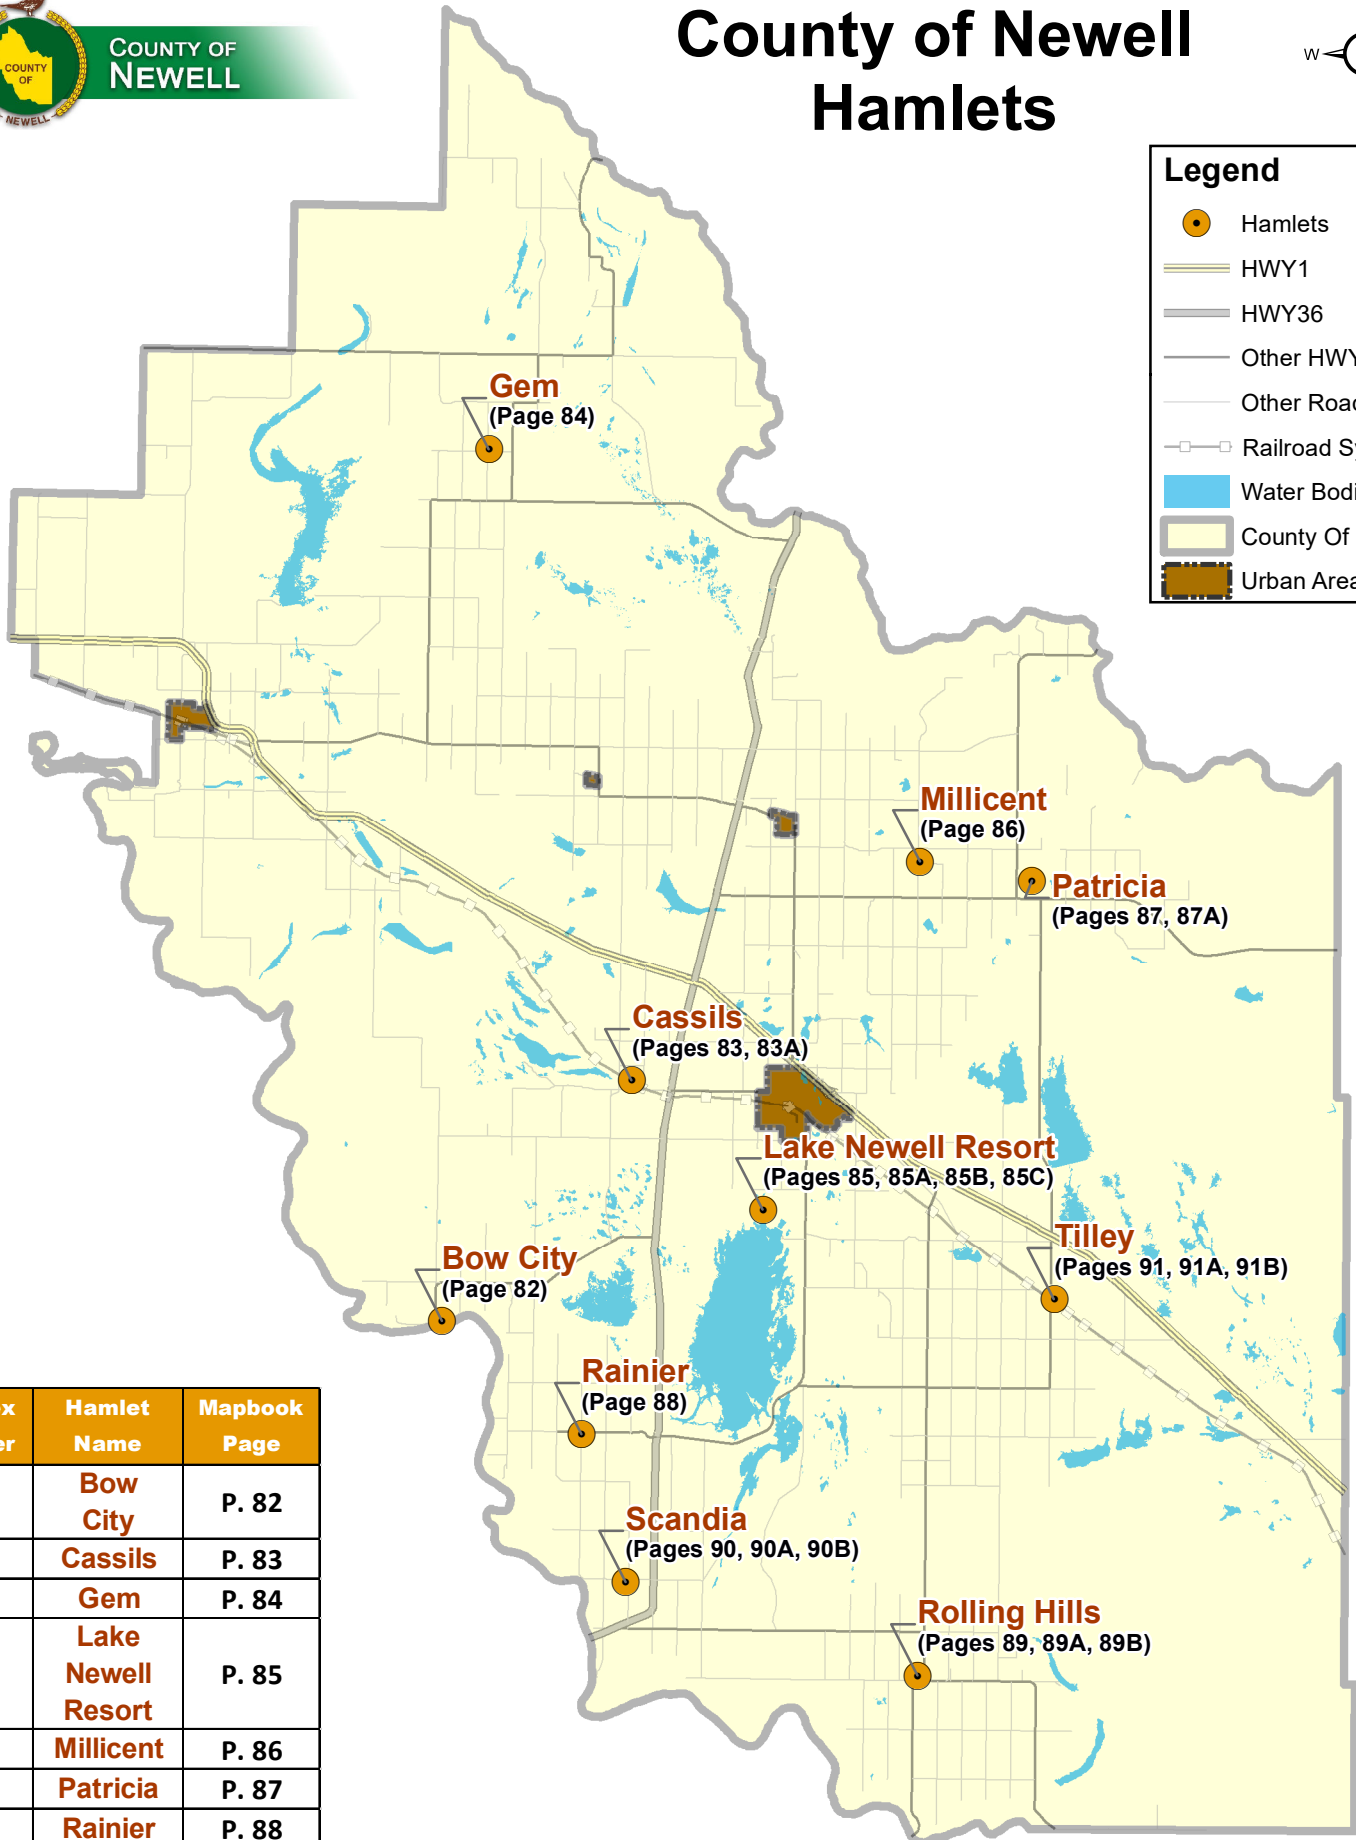 COUNTY OF
NEWELL
COUNTY
OF
NEWELL
County of Newell
Hamlets
W
Legend
Hamlets
HWY1
HWY36
Other HWY
Other Road
Railroad Sy
Water Bodi
County Of
Urban Area
Gem
(Page 84)
Millicent
(Page 86)
Patricia
(Pages 87, 87A)
Cassils
(Pages 83, 83A)
Lake Newell Resort
(Pages 85, 85A, 85B, 85C)
Tilley
(Pages 91, 91A, 91B)
Bow City
(Page 82)
Rainier
(Page 88)
Scandia
(Pages 90, 90A, 90B)
Rolling Hills
(Pages 89, 89A, 89B)
Hamlet Mapbook
Name Page
Bow
City
P. 82
Cassils P. 83
Gem P. 84
Lake
Newell
Resort
P. 85
Millicent P. 86
Patricia P. 87
Rainier P. 88